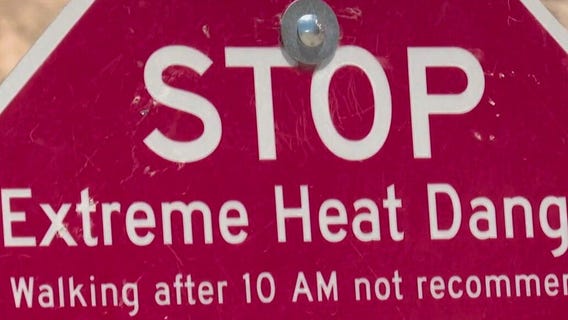 STOP
Extreme Heat Dang
Walking after 10 AM not recommen